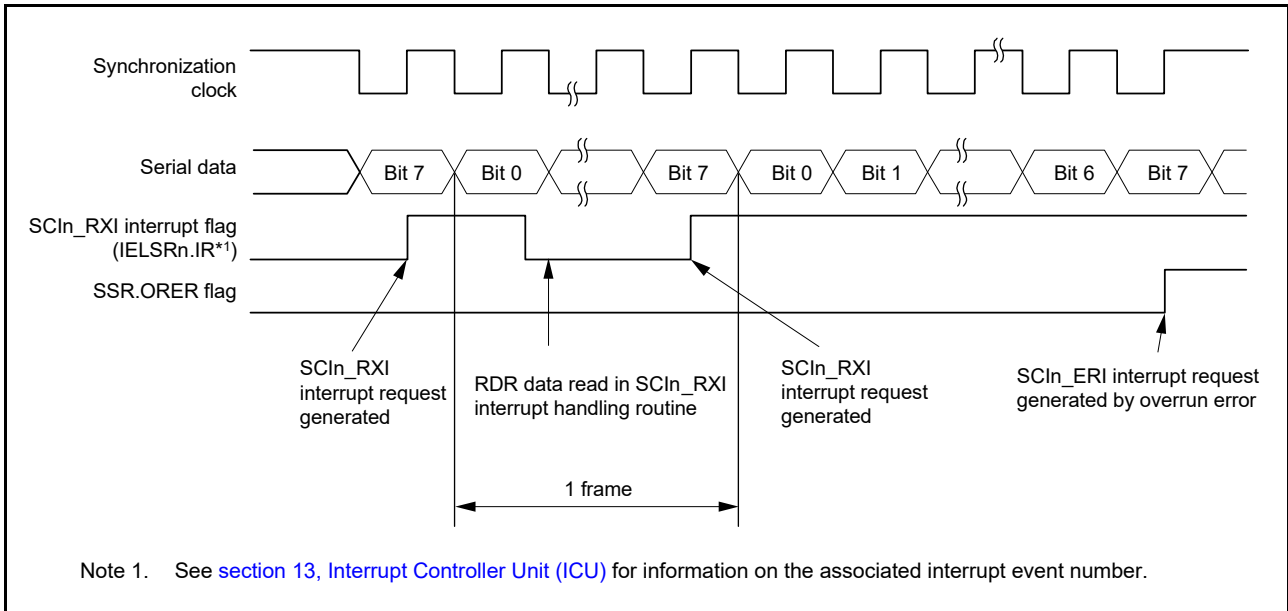 Synchronization
clock
Serial data
Bit 7
Bit 0
Bit 7
Bit 0
Bit 1
Bit 6
Bit 7
SCIn_RXI interrupt flag
(IELSRn.IR*1)
SSR.ORER flag
SCIn_RXI
interrupt request
generated
RDR data read in SCIn_RXI
interrupt handling routine
SCIn_RXI
interrupt request
generated
SCIn_ERI interrupt request
generated by overrun error
1 frame
Note 1. See section 13, Interrupt Controller Unit (ICU) for information on the associated interrupt event number.